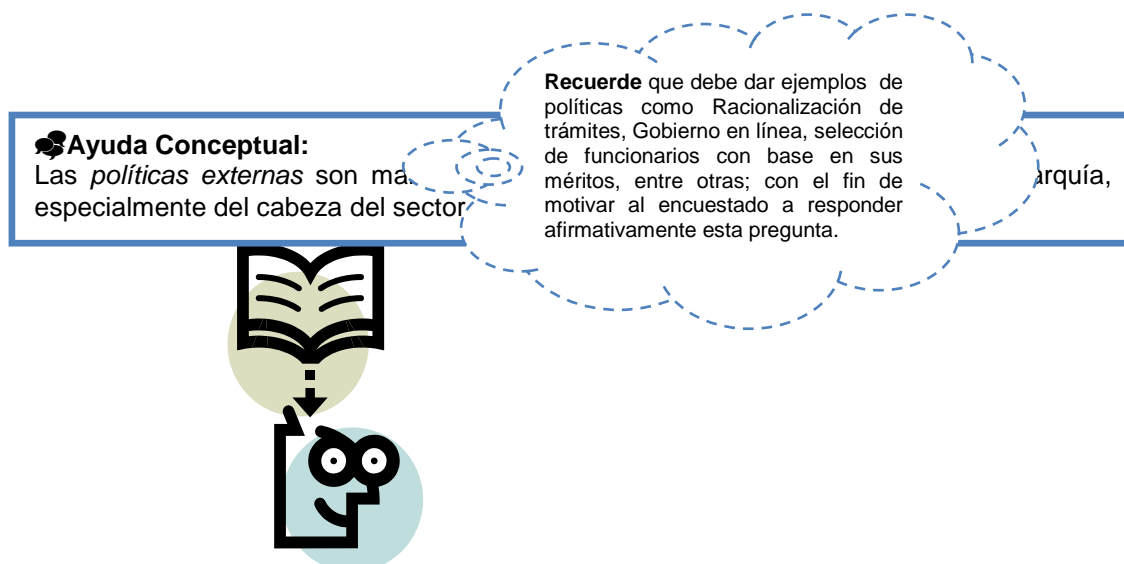 Recuerde que debe dar ejemplos de
políticas como Racionalización de
trámites, Gobierno en línea, selección
de funcionarios con base en sus
méritos, entre otras; con el fin de
motivar al encuestado a responder
afirmativamente esta pregunta.
Ayuda Conceptual:
Las políticas externas son
especialmente del cabeza del sector